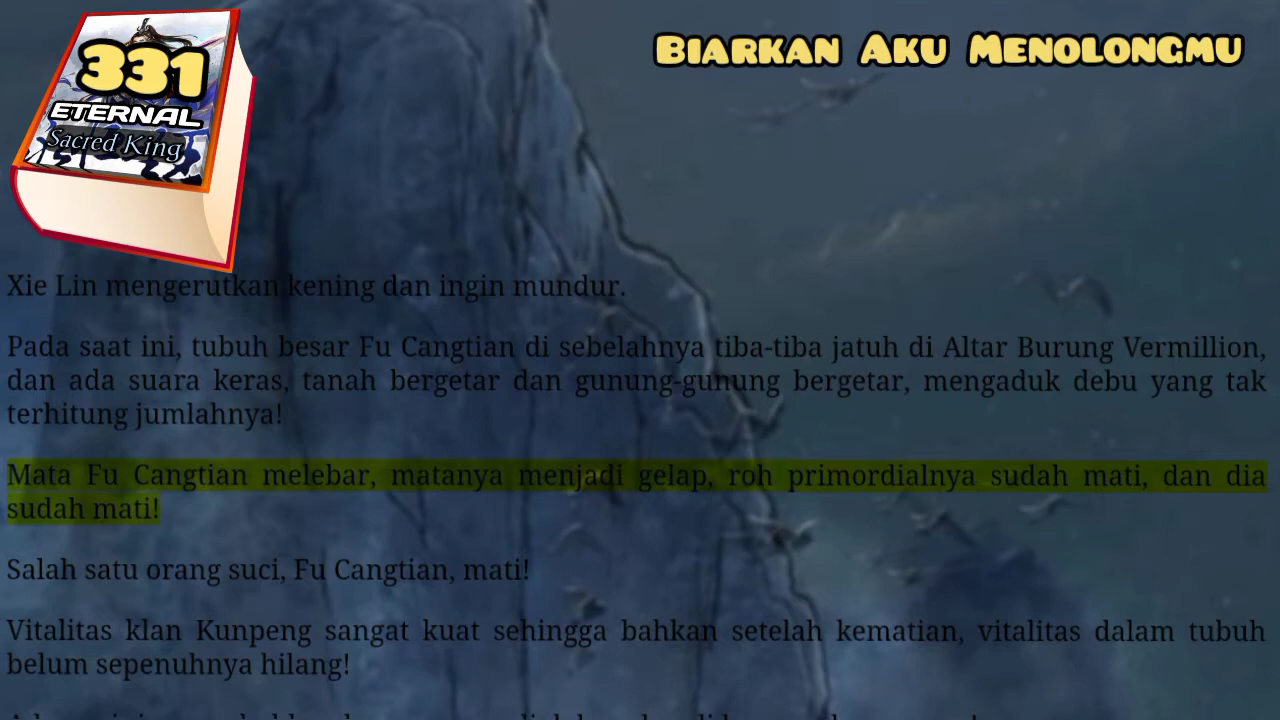 331
ETERNAL
Sacred King
BIARKAN AKU MENOLONGMU
Xie Lin mengerutkan kening dan ingin mundur.
Pada saat ini, tubuh besar Fu Cangtian di sebelahnya tiba-tiba jatuh di Altar Burung Vermillion,
dan ada suara keras, tanah bergetar dan gunung-gunung bergetar, mengaduk debu yang tak
terhitung jumlahnya!
Mata Fu Cangtian melebar, matanya menjadi gelap, roh primordialnya sudah mati, dan dia
sudah mati!
Salah satu orang suci, Fu Cangtian, mati!
Vitalitas klan Kunpeng sangat kuat sehingga bahkan setelah kematian, vitalitas dalam tubuh
belum sepenuhnya hilang!